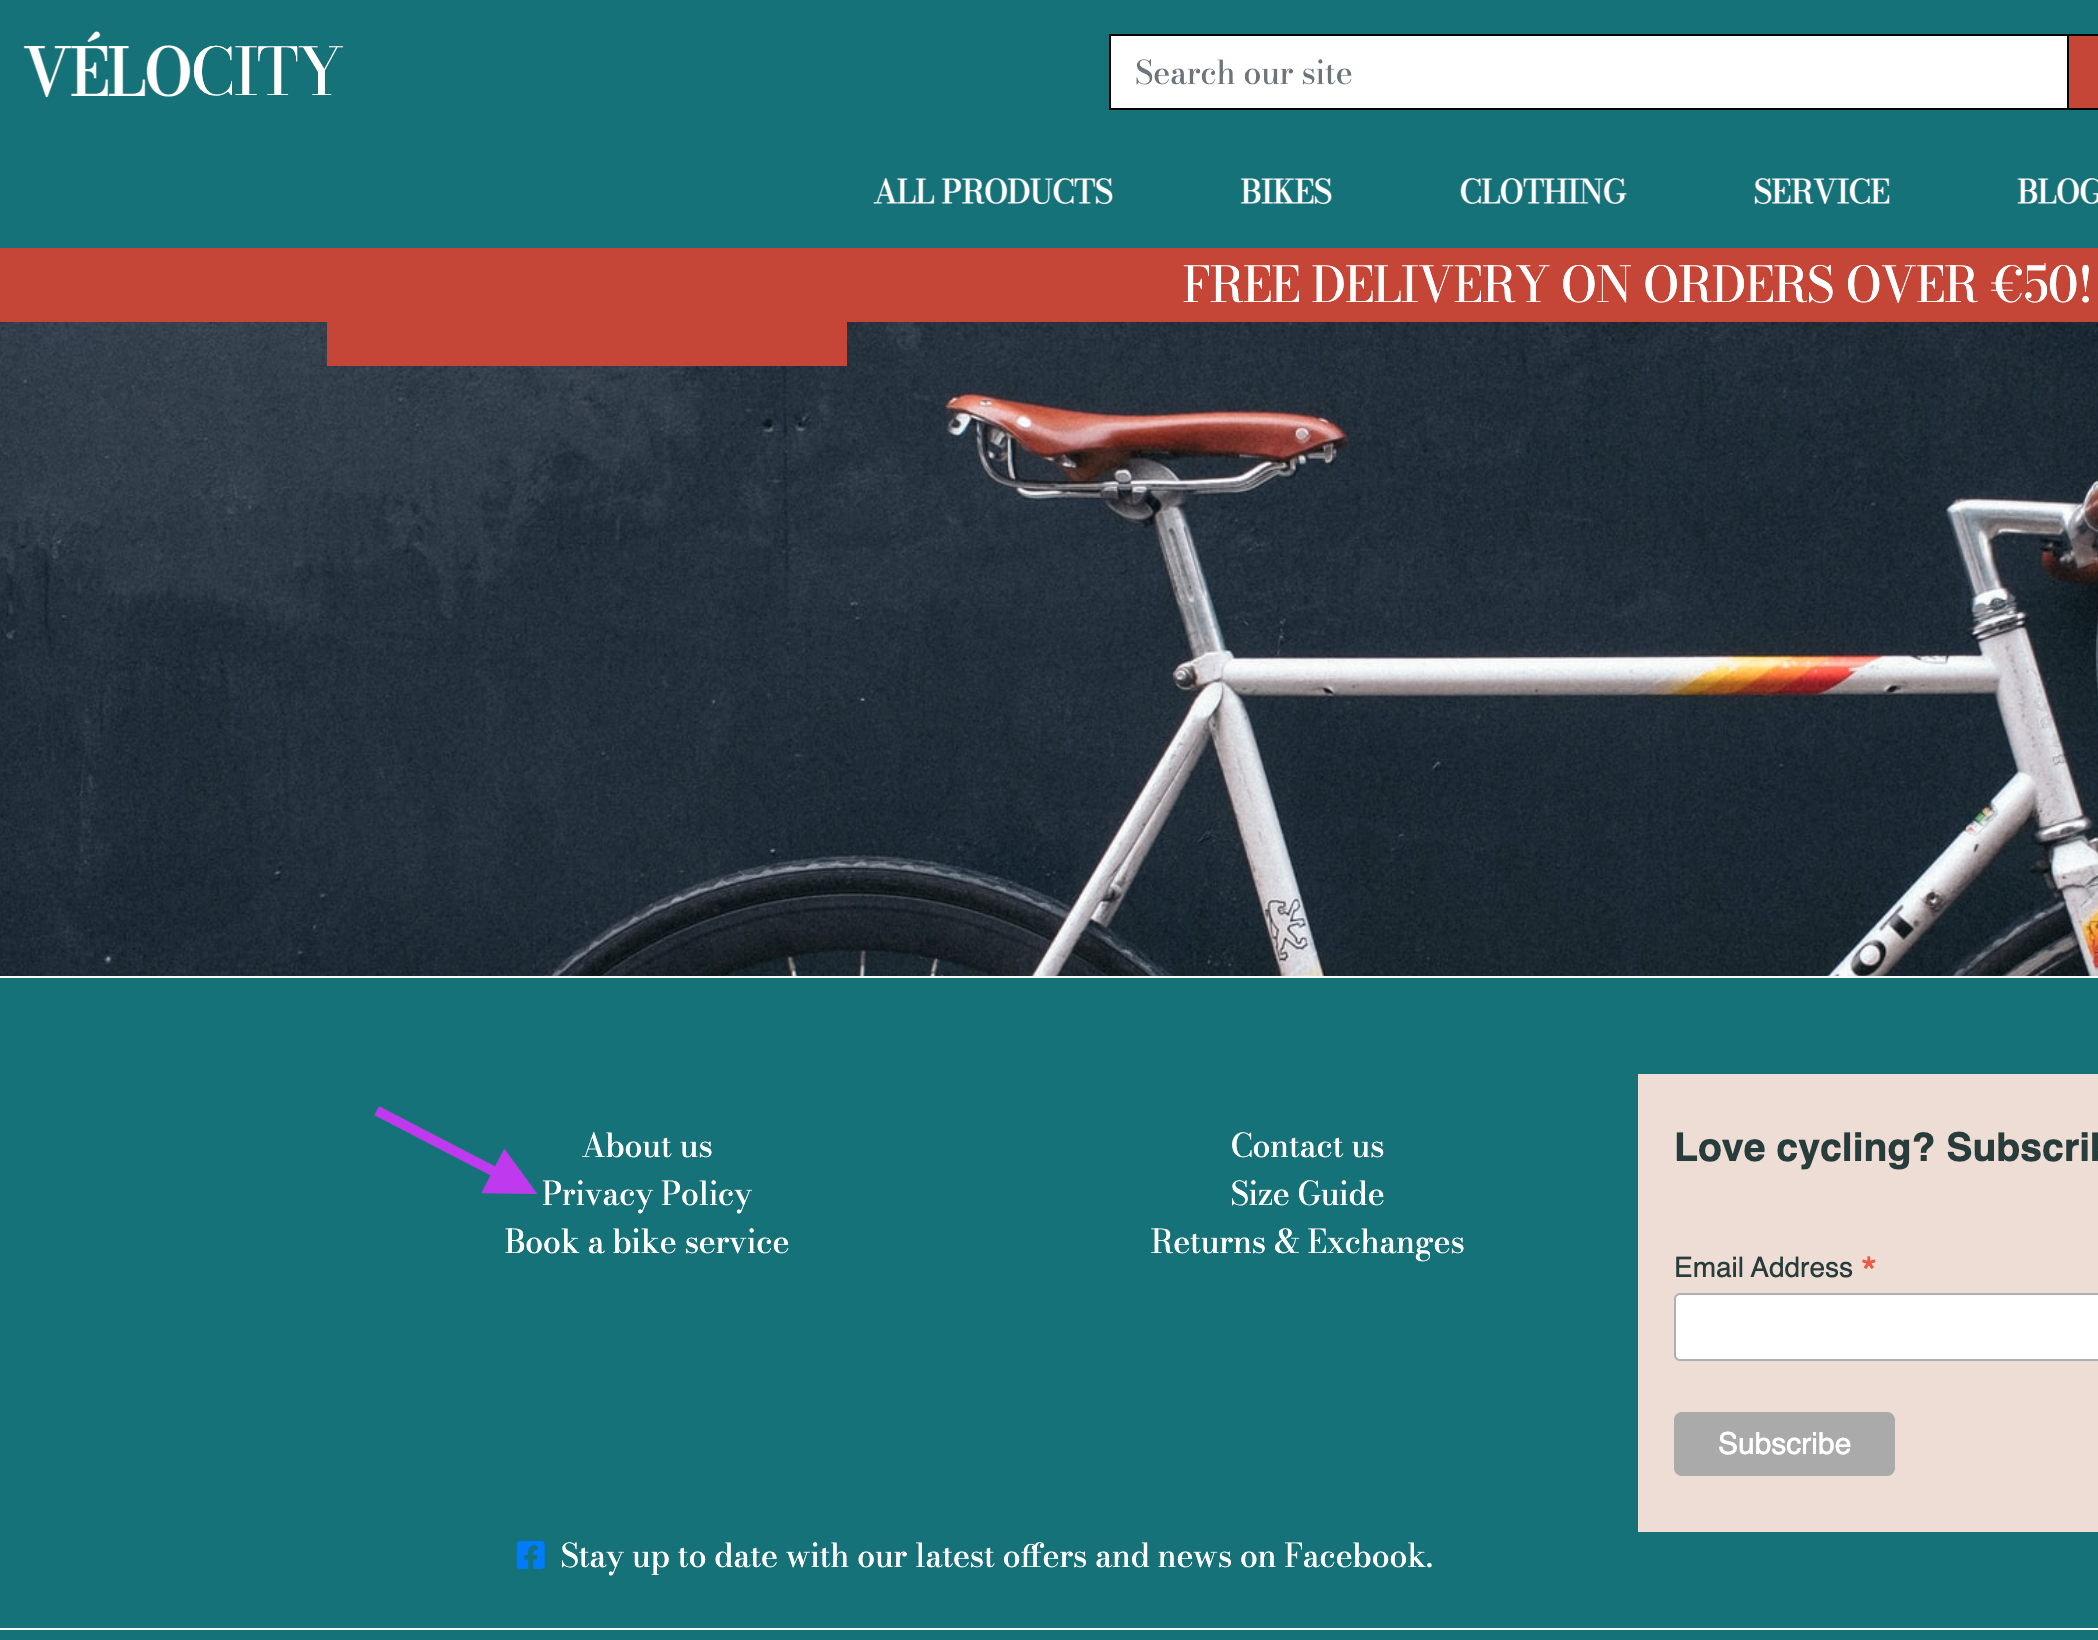 VÉLOCITY
Search our site
ALL PRODUCTS BIKES CLOTHING SERVICE BLOG
FREE DELIVERY ON ORDERS OVER €50!
OT
About us
Privacy Policy
Book a bike service
Contact us
Size Guide
Returns & Exchanges
Love cycling? Subscri
Email Address *
Subscribe
Stay up to date with our latest offers and news on Facebook.